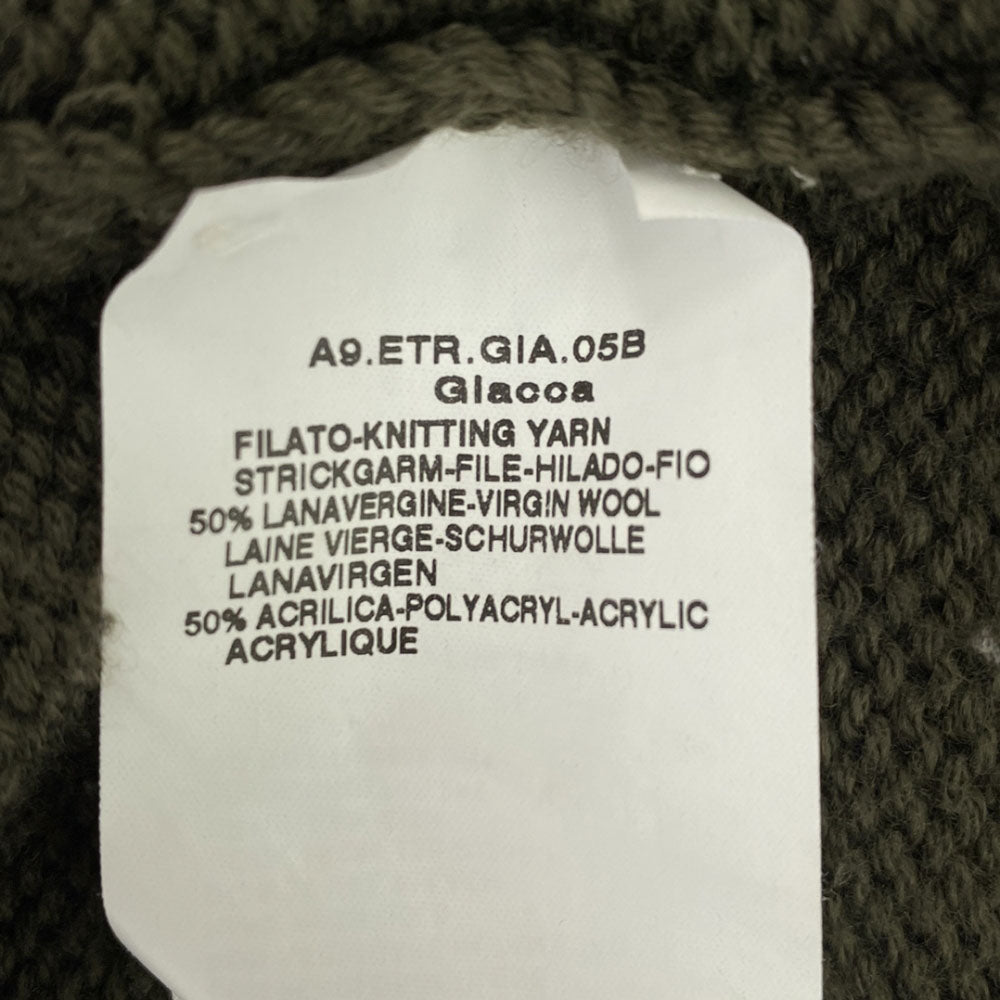 A9.ETR.GIA.05B
Giacca
FILATO-KNITTING YARN
STRICKGARM-FILE-HILADO-FIO
50% LANAVERGINE-VIRGIN WOOL
LAINE VIERGE-SCHURWOLLE
LANAVIRGEN
50% ACRILICA-POLYACRYL-ACRYLIC
ACRYLIQUE